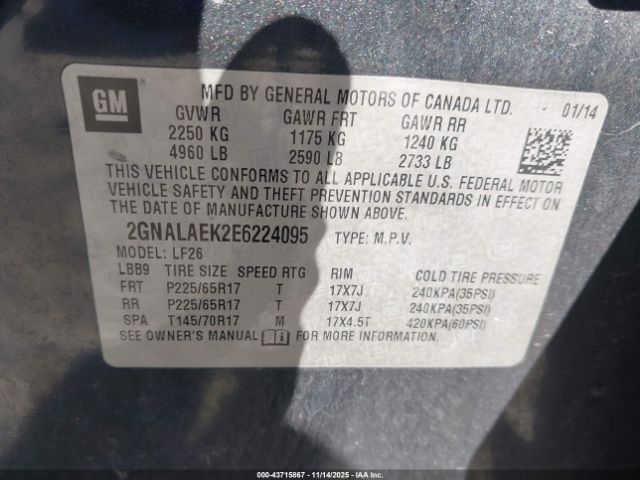 GM
MFD BY GENERAL MOTORS OF CANADA LTD. 01/14
GVWR GAWR FRT GAWR RR
2250 KG 1175 KG 1240 KG
4960 LB 2590 LB 2733 LB
THIS VEHICLE CONFORMS TO ALL APPLICABLE U.S. FEDERAL MOTOR
VEHICLE SAFETY AND THEFT PREVENTION STANDARDS IN EFFECT ON
THE DATE OF MANUFACTURE SHOWN ABOVE.
2GNALAEK2E6224095 TYPE: M.P.V.
MODEL: LF26
LBB9 TIRE SIZE SPEED RTG RIM COLD TIRE PRESSURE
FRT P225/65R17 T 17X7J 240KPA(35PSI)
RR P225/65R17 T 17X7J 240KPA(35PSI)
SPA T145/70R17 M 17X4.5T 420KPA(60PSI)
SEE OWNER'S MANUAL FOR MORE INFORMATION.
000-43715867 - 11/14/2025 - IAA Holdings, LLC.